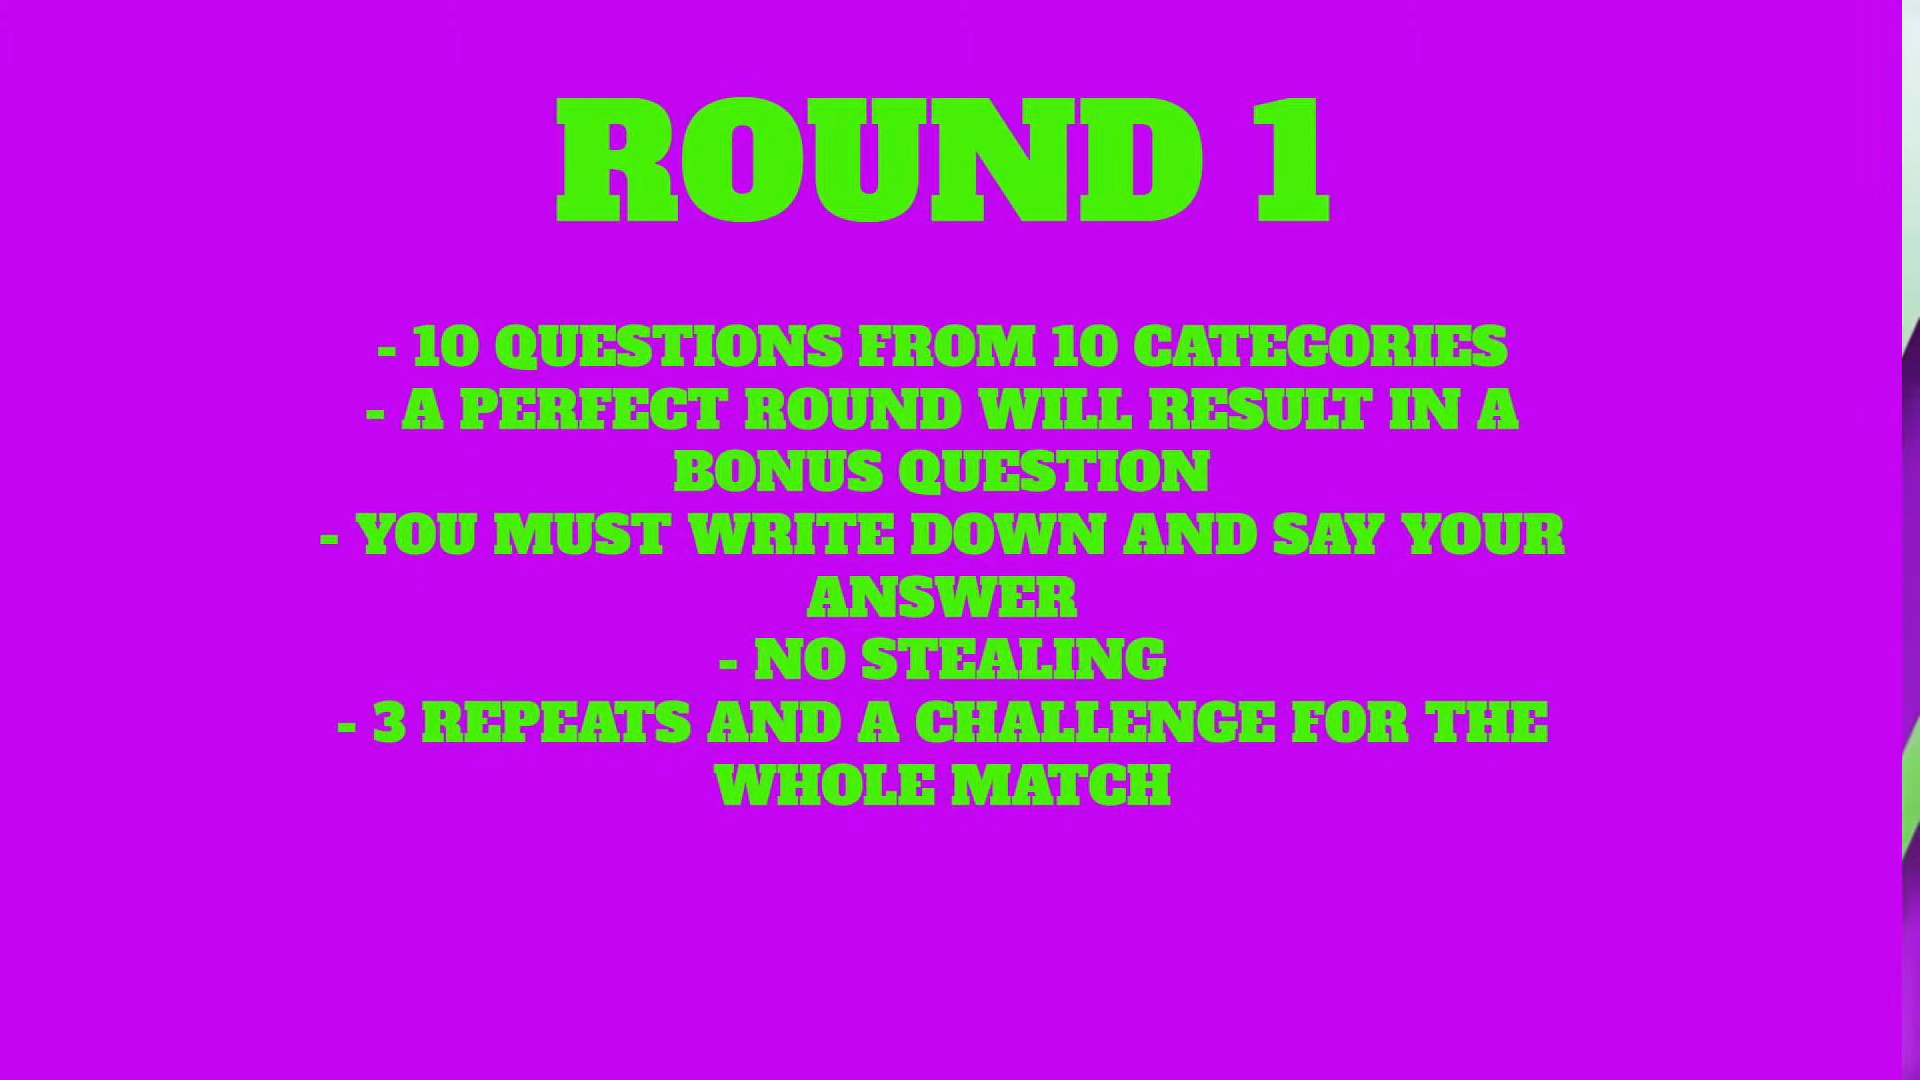 ROUND 1
- 10 QUESTIONS FROM 10 CATEGORIES
- A PERFECT ROUND WILL RESULT IN A
BONUS QUESTION
- YOU MUST WRITE DOWN AND SAY YOUR
ANSWER
- NO STEALING
- 3 REPEATS AND A CHALLENGE FOR THE
WHOLE MATCH